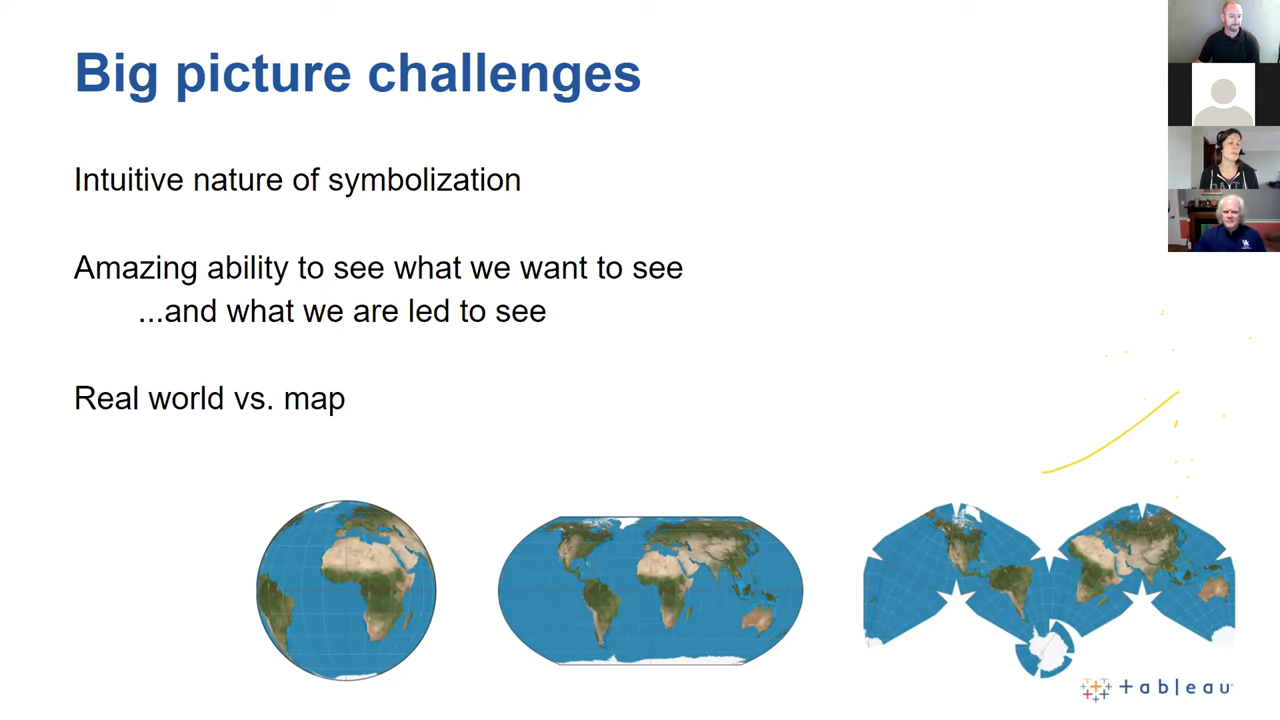 Big picture challenges
Intuitive nature of symbolization
Amazing ability to see what we want to see
...and what we are led to see
Real world vs. map
+ableau